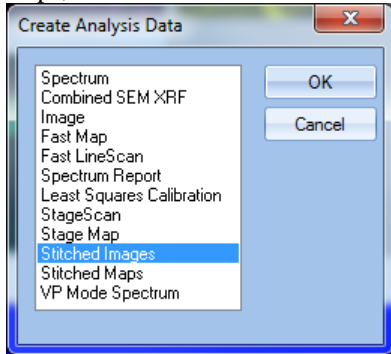 Create Analysis Data
Spectrum
Combined SEM XRF
Image
Fast Map
Fast LineScan
Spectrum Report
Least Squares Calibration
StageScan
Stage Map
Stitched Images
Stitched Maps
VP Mode Spectrum
OK
Cancel